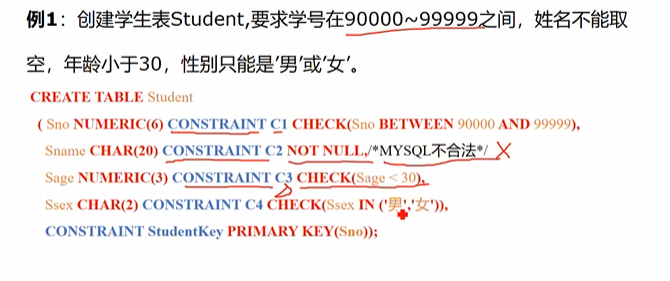 例1：创建学生表Student,要求学号在90000~99999之间，姓名不能取
空，年龄小于30，性别只能是'男'或'女'。
CREATE TABLE Student
( Sno NUMERIC(6) CONSTRAINT C1 CHECK(Sno BETWEEN 90000 AND 99999),
Sname CHAR(20) CONSTRAINT C2 NOT NULL,/*MYSQL不合法*/
Sage NUMERIC(3) CONSTRAINT C3 CHECK(Sage < 30),
Ssex CHAR(2) CONSTRAINT C4 CHECK(Ssex IN ('男','女')),
CONSTRAINT StudentKey PRIMARY KEY(Sno));